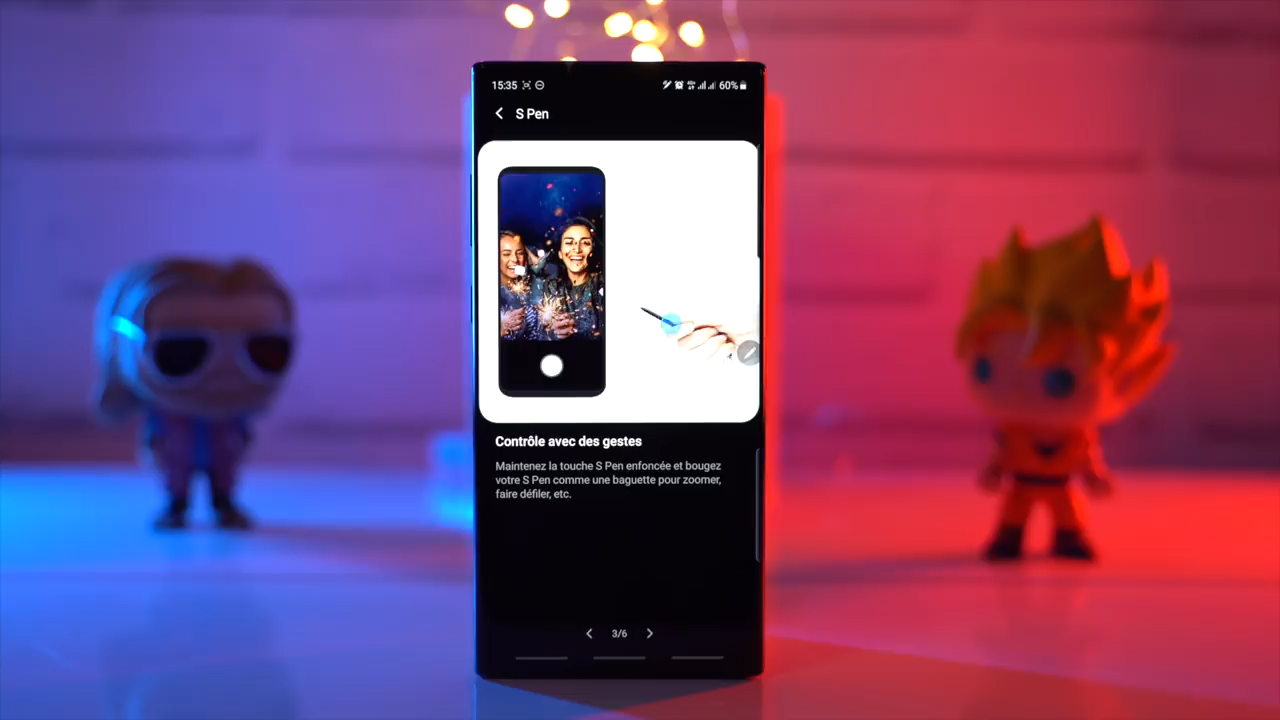 15:35 60%
S Pen
Contrôle avec des gestes
Maintenez la touche S Pen enfoncée et bougez
votre S Pen comme une baguette pour zoomer,
faire défiler, etc.
3/6